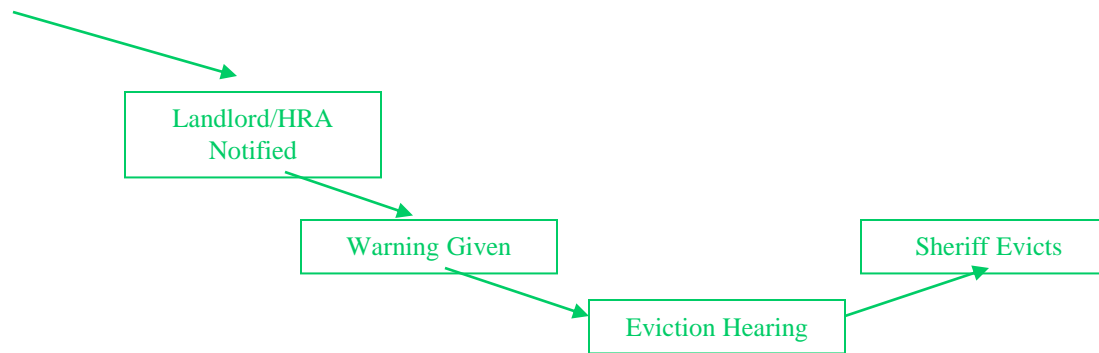 Landlord/HRA
Notified
Warning Given
Sheriff Evicts
Eviction Hearing